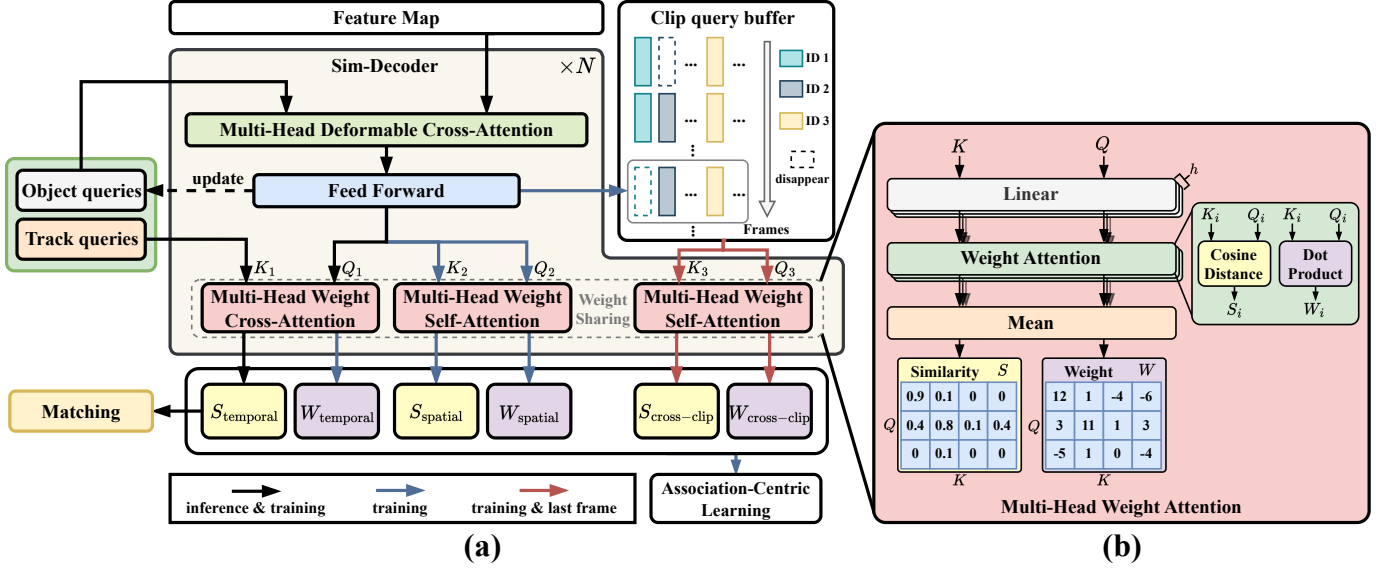 Feature Map
Sim-Decoder
×N
Multi-Head Deformable Cross-Attention
Object queries
update
Feed Forward
Track queries
K1
Q1
K2
Q2
K3
Q3
Multi-Head Weight
Cross-Attention
Multi-Head Weight
Self-Attention
Weight
Sharing
Multi-Head Weight
Self-Attention
Matching
Stemporal
Wtemporal
Sspatial
Wspatial
Scross−clip
Wcross−clip
inference & training
training
training & last frame
Association-Centric
Learning
(a)
Clip query buffer
...
...
ID 1
ID 2
...
...
ID 3
...
disappear
...
...
Frames
...
K
Q
h
Linear
Weight Attention
Ki
Qi
Ki
Qi
Cosine
Distance
Dot
Product
Si
Wi
Mean
Similarity S
0.9 0.1 0 0
Q 0.4 0.8 0.1 0.4
0 0.1 0 0
K
Weight W
12 1 -4 -6
Q 3 11 1 3
-5 1 0 -4
K
Multi-Head Weight Attention
(b)